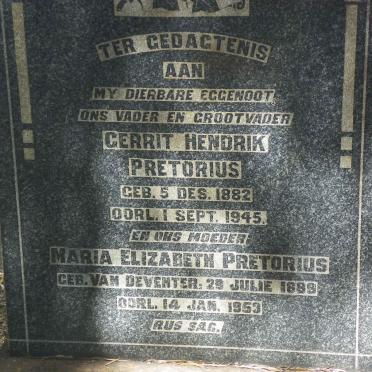 TER GEDAGTENIS
AAN
MY DIERBARE EGGENOOT
ONS VADER EN GROOTVADER
GERRIT HENDRIK
PRETORIUS
GEB. 5 DES. 1882
OORL. 1 SEPT. 1945.
EN ONS MOEDER
MARIA ELIZABETH PRETORIUS
GEB. VAN DEVENTER. 29 JULIE 1889
OORL. 14 JAN. 1953
RUS SAG.